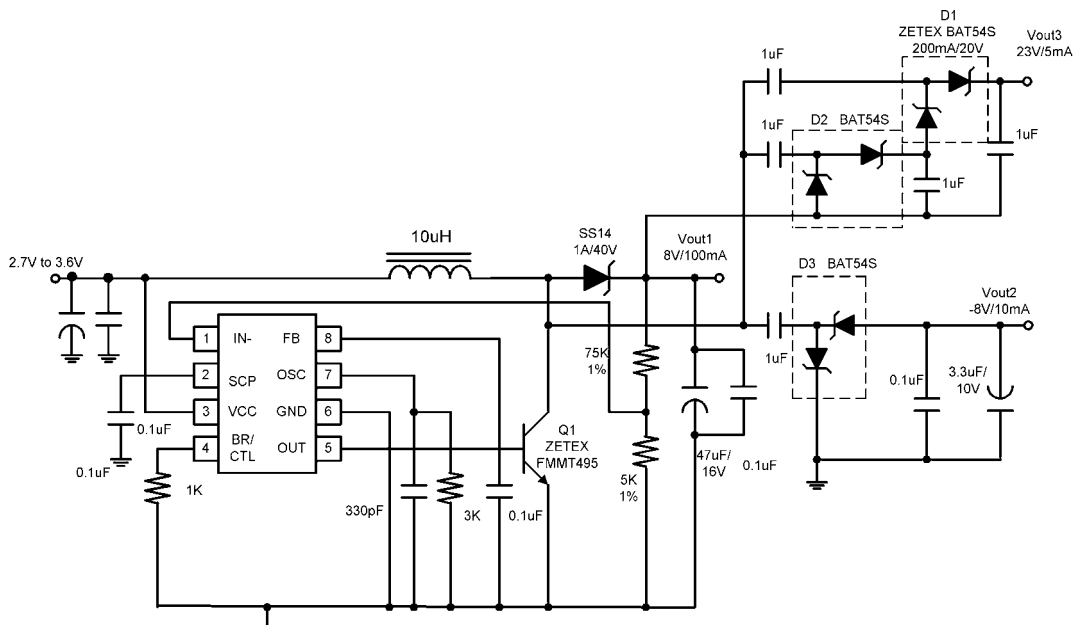 D1
ZETEX BAT54S
200mA/20V
Vout3
23V/5mA
1uF
1uF
D2 BAT54S
1uF
1uF
2.7V to 3.6V
10uH
SS14
1A/40V
Vout1
8V/100mA
D3 BAT54S
Vout2
-8V/10mA
1 IN- FB 8
2 SCP OSC 7
3 VCC GND 6
4 BR/
CTL OUT 5
0.1uF
0.1uF
1K
330pF
3K
0.1uF
Q1
ZETEX
FMMT495
75K
1%
5K
1%
47uF/
16V
0.1uF
1uF
0.1uF
3.3uF/
10V